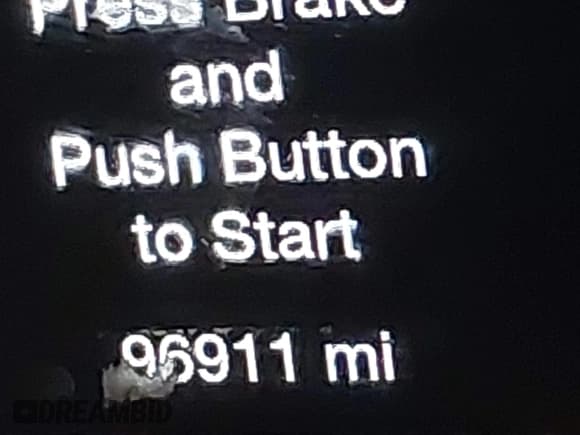 Press Brake
and
Push Button
to Start
96911 mi
DREAMBID